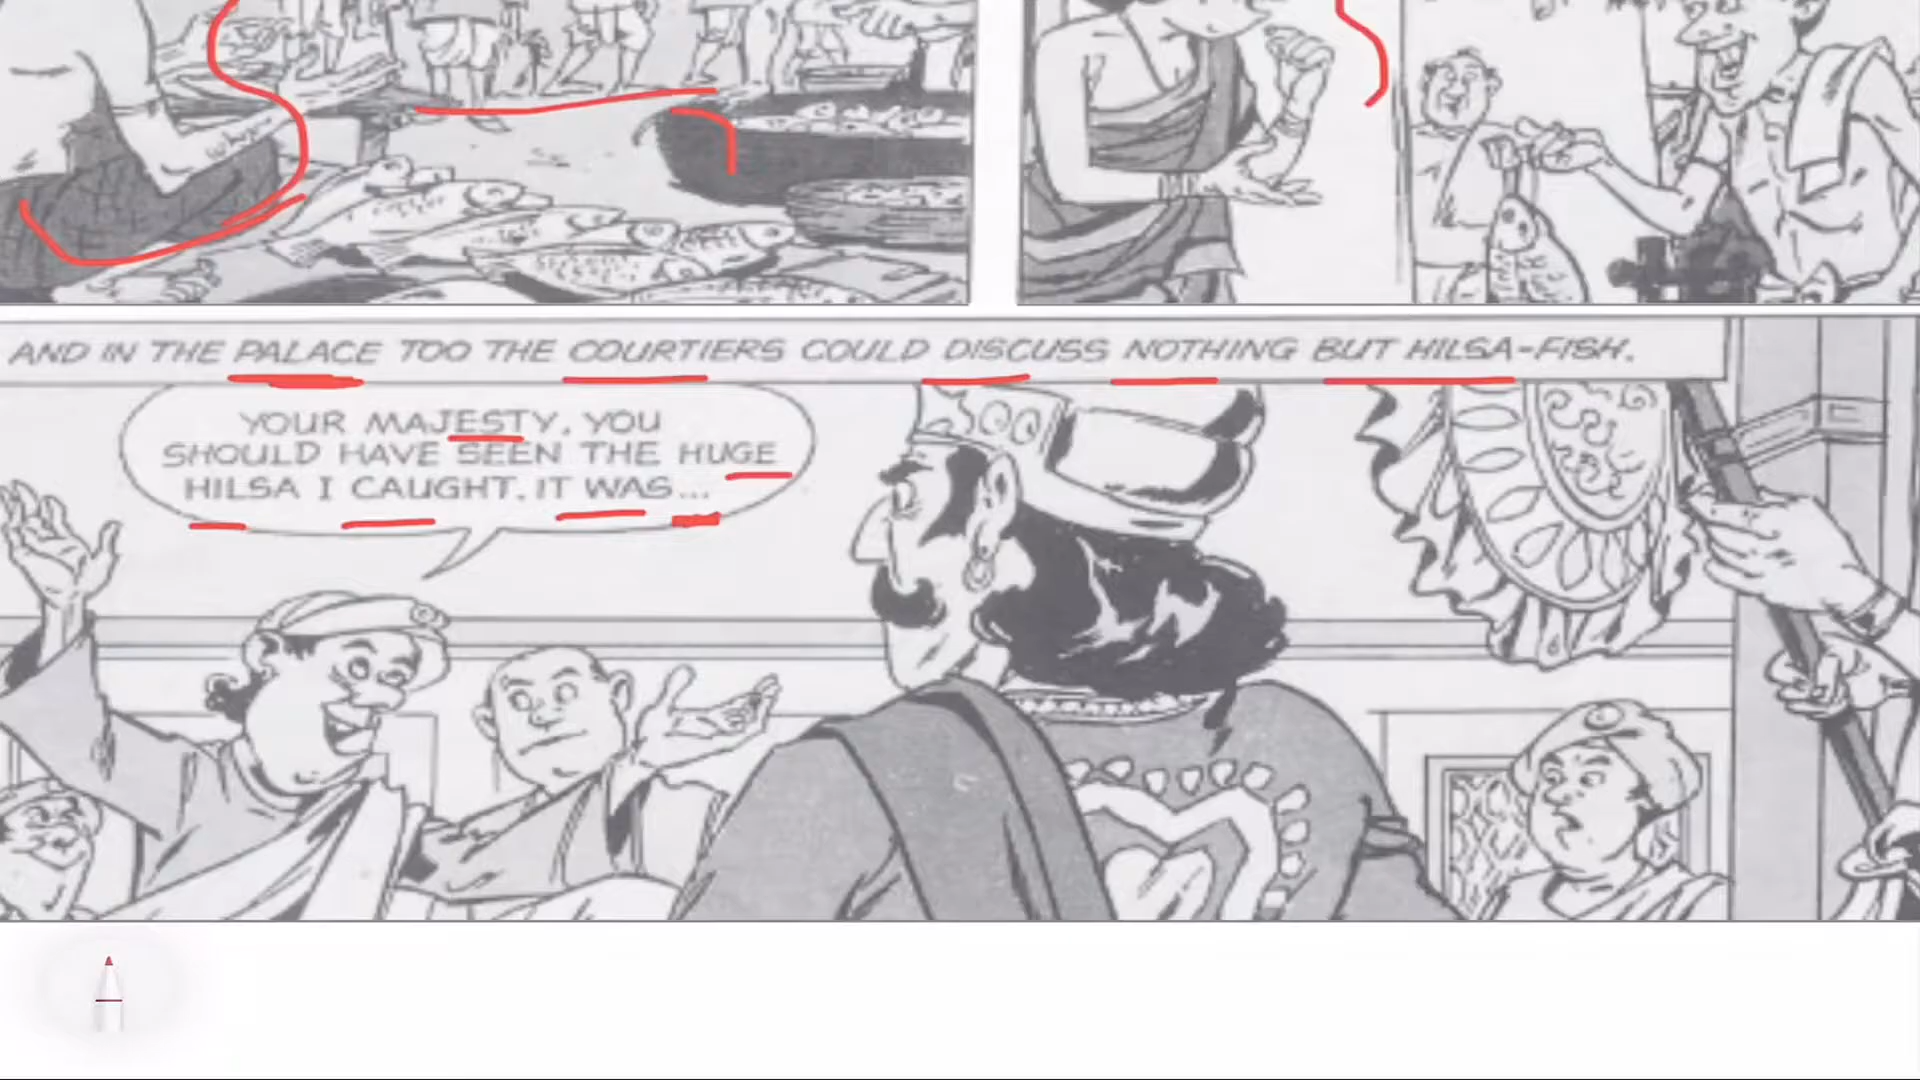 AND IN THE PALACE TOO THE COURTIERS COULD DISCUSS NOTHING BUT HILSA-FISH.
YOUR MAJESTY, YOU
SHOULD HAVE SEEN THE HUGE
HILSA I CAUGHT. IT WAS...